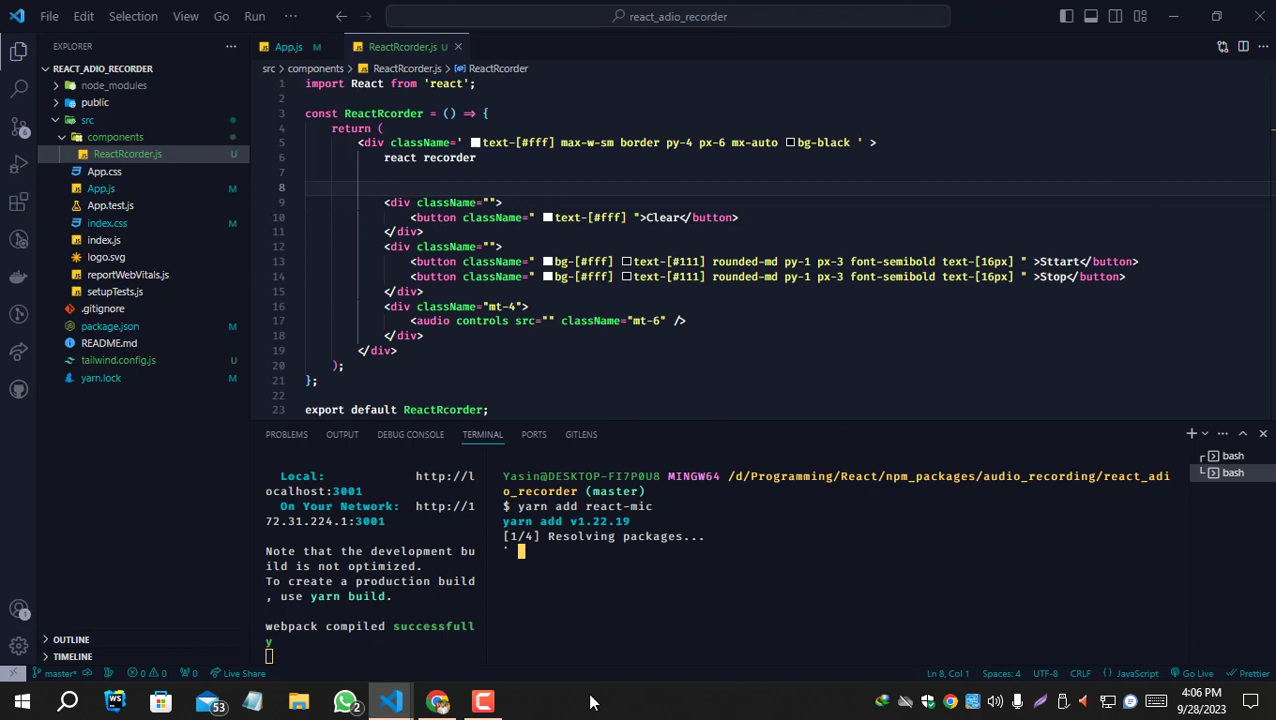 File Edit Selection View Go Run ··· react_adio_recorder
EXPLORER ···
REACT_ADIO_RECORDER
node_modules
public
src
components
ReactRcorder.js U
App.css
App.js M
App.test.js
index.css M
index.js
logo.svg
reportWebVitals.js
setupTests.js
.gitignore
package.json M
README.md
tailwind.config.js U
yarn.lock M
OUTLINE
TIMELINE
App.js M ReactRcorder.js U
src > components > ReactRcorder.js > ReactRcorder
1 import React from 'react';
2
3 const ReactRcorder = () => {
4 return (
5 <div className=' text-[#fff] max-w-sm border py-4 px-6 mx-auto bg-black ' >
6 react recorder
7
8
9 <div className="">
10 <button className=" text-[#fff] ">Clear</button>
11 </div>
12 <div className="">
13 <button className=" bg-[#fff] text-[#111] rounded-md py-1 px-3 font-semibold text-[16px] " >Sttart</button>
14 <button className=" bg-[#fff] text-[#111] rounded-md py-1 px-3 font-semibold text-[16px] " >Stop</button>
15 </div>
16 <div className="mt-4">
17 <audio controls src="" className="mt-6" />
18 </div>
19 </div>
20 );
21 };
22
23 export default ReactRcorder;
PROBLEMS OUTPUT DEBUG CONSOLE TERMINAL PORTS GITLENS
Local: http://l
ocalhost:3001
On Your Network: http://1
72.31.224.1:3001
Note that the development bu
ild is not optimized.
To create a production build
, use yarn build.
webpack compiled successfull
y
Yasin@DESKTOP-FI7P0U8 MINGW64 /d/Programming/React/npm_packages/audio_recording/react_adi
o_recorder (master)
$ yarn add react-mic
yarn add v1.22.19
[1/4] Resolving packages...
bash
bash
master* 0 0 0 Live Share Ln 8, Col 1 Spaces: 4 UTF-8 CRLF JavaScript Go Live Prettier
53 2 4:06 PM
9/28/2023